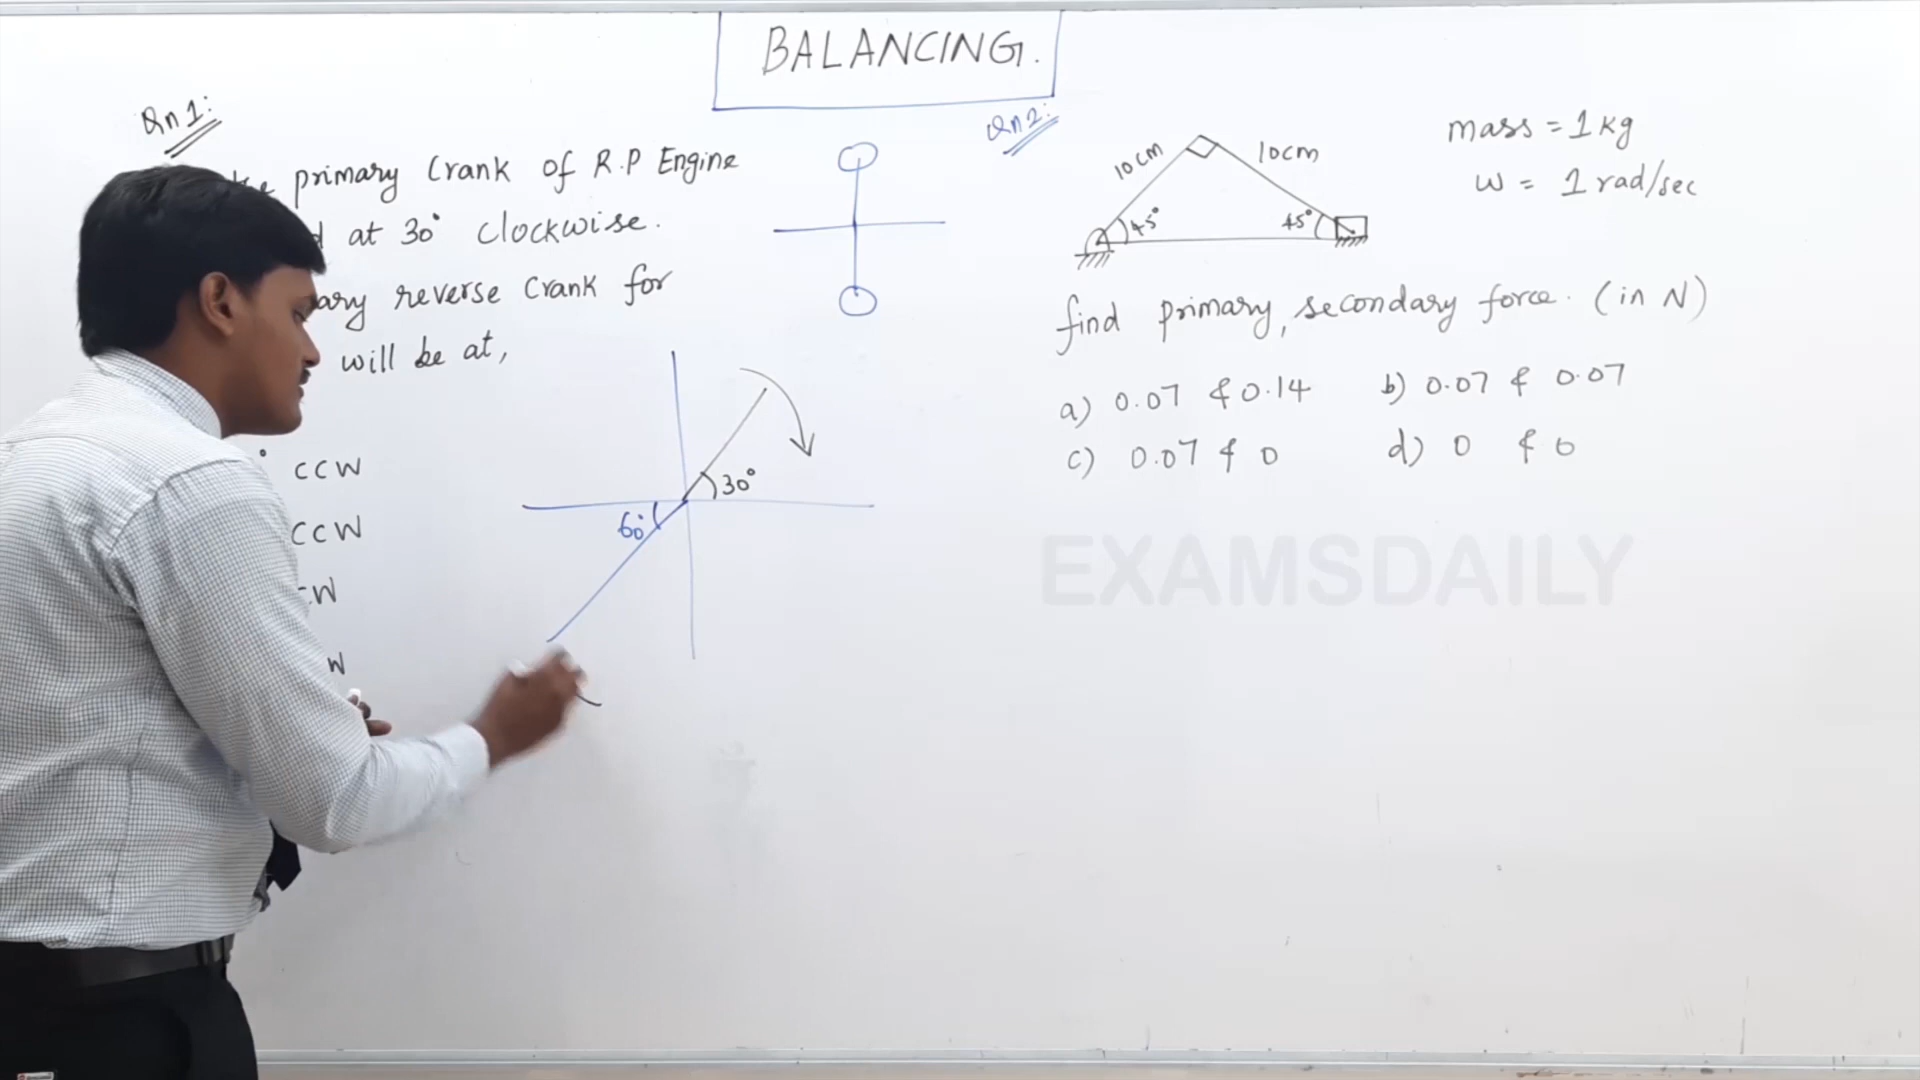 BALANCING.
Qn 1:
primary Crank of R.P Engine
at 30° clockwise.
reverse crank for
will be at,
° CCW
CCW
CW
W
30°
60°
Qn 2:
10cm
10cm
45°
45°
mass = 1 kg
ω = 1 rad/sec
find primary, secondary force. (in N)
a) 0.07 & 0.14 b) 0.07 & 0.07
c) 0.07 & 0 d) 0 & 0
EXAMSDAILY